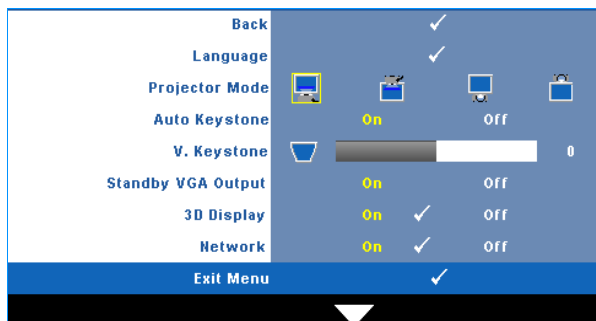 Back
Language
Projector Mode
Auto Keystone On Off
V. Keystone 0
Standby VGA Output On Off
3D Display On Off
Network On Off
Exit Menu